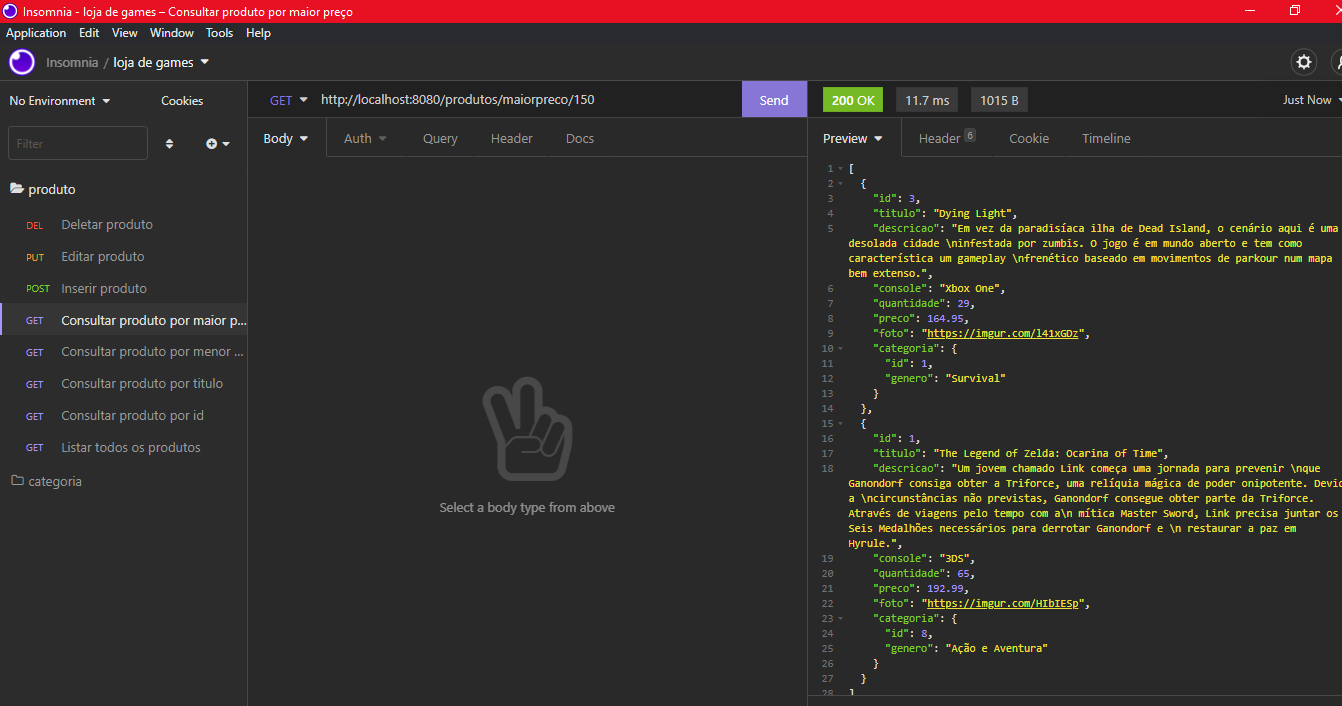 Insomnia - loja de games – Consultar produto por maior preço
Application Edit View Window Tools Help
Insomnia / loja de games
No Environment Cookies
Filter
produto
DEL Deletar produto
PUT Editar produto
POST Inserir produto
GET Consultar produto por maior p...
GET Consultar produto por menor ...
GET Consultar produto por titulo
GET Consultar produto por id
GET Listar todos os produtos
categoria
GET http://localhost:8080/produtos/maiorpreco/150 Send
Body Auth Query Header Docs
Select a body type from above
200 OK 11.7 ms 1015 B Just Now
Preview Header 6 Cookie Timeline
1 [
2 {
3 "id": 3,
4 "titulo": "Dying Light",
5 "descricao": "Em vez da paradisíaca ilha de Dead Island, o cenário aqui é uma
desolada cidade \ninfestada por zumbis. O jogo é em mundo aberto e tem como
característica um gameplay \nfrenético baseado em movimentos de parkour num mapa
bem extenso.",
6 "console": "Xbox One",
7 "quantidade": 29,
8 "preco": 164.95,
9 "foto": "https://imgur.com/l41xGDz",
10 "categoria": {
11 "id": 1,
12 "genero": "Survival"
13 }
14 },
15 {
16 "id": 1,
17 "titulo": "The Legend of Zelda: Ocarina of Time",
18 "descricao": "Um jovem chamado Link começa uma jornada para prevenir \nque
Ganondorf consiga obter a Triforce, uma relíquia mágica de poder onipotente. Devic
a \ncircunstâncias não previstas, Ganondorf consegue obter parte da Triforce.
Através de viagens pelo tempo com a\n mítica Master Sword, Link precisa juntar os
Seis Medalhões necessários para derrotar Ganondorf e \n restaurar a paz em
Hyrule.",
19 "console": "3DS",
20 "quantidade": 65,
21 "preco": 192.99,
22 "foto": "https://imgur.com/HIbIESp",
23 "categoria": {
24 "id": 8,
25 "genero": "Ação e Aventura"
26 }
27 }
28 ]